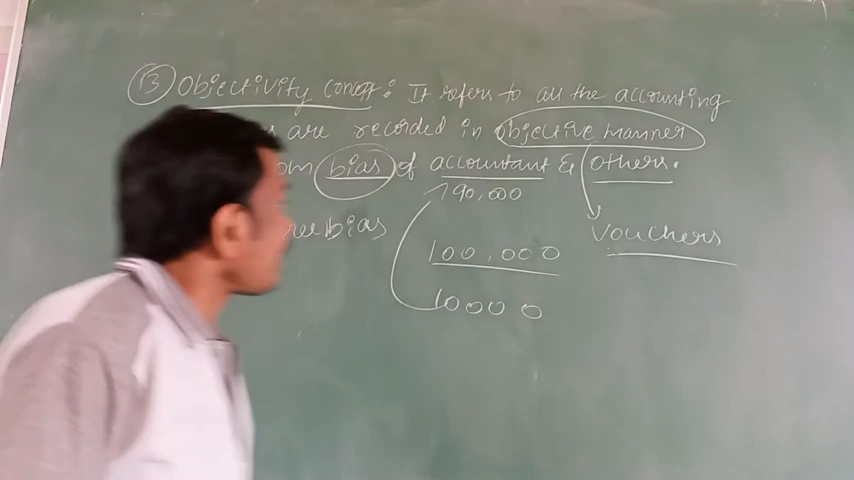 13 Objectivity Concept: It refers to all the accounting
are recorded in objective manner
bias of accountant & others.
90,000
bias Vouchers
100,000
10000